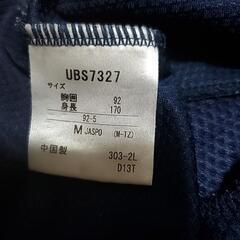 UBS7327
サイズ
胸囲 92
身長 170
92-5
M JASPO (M-TZ)
中国製 303-2L
D13T